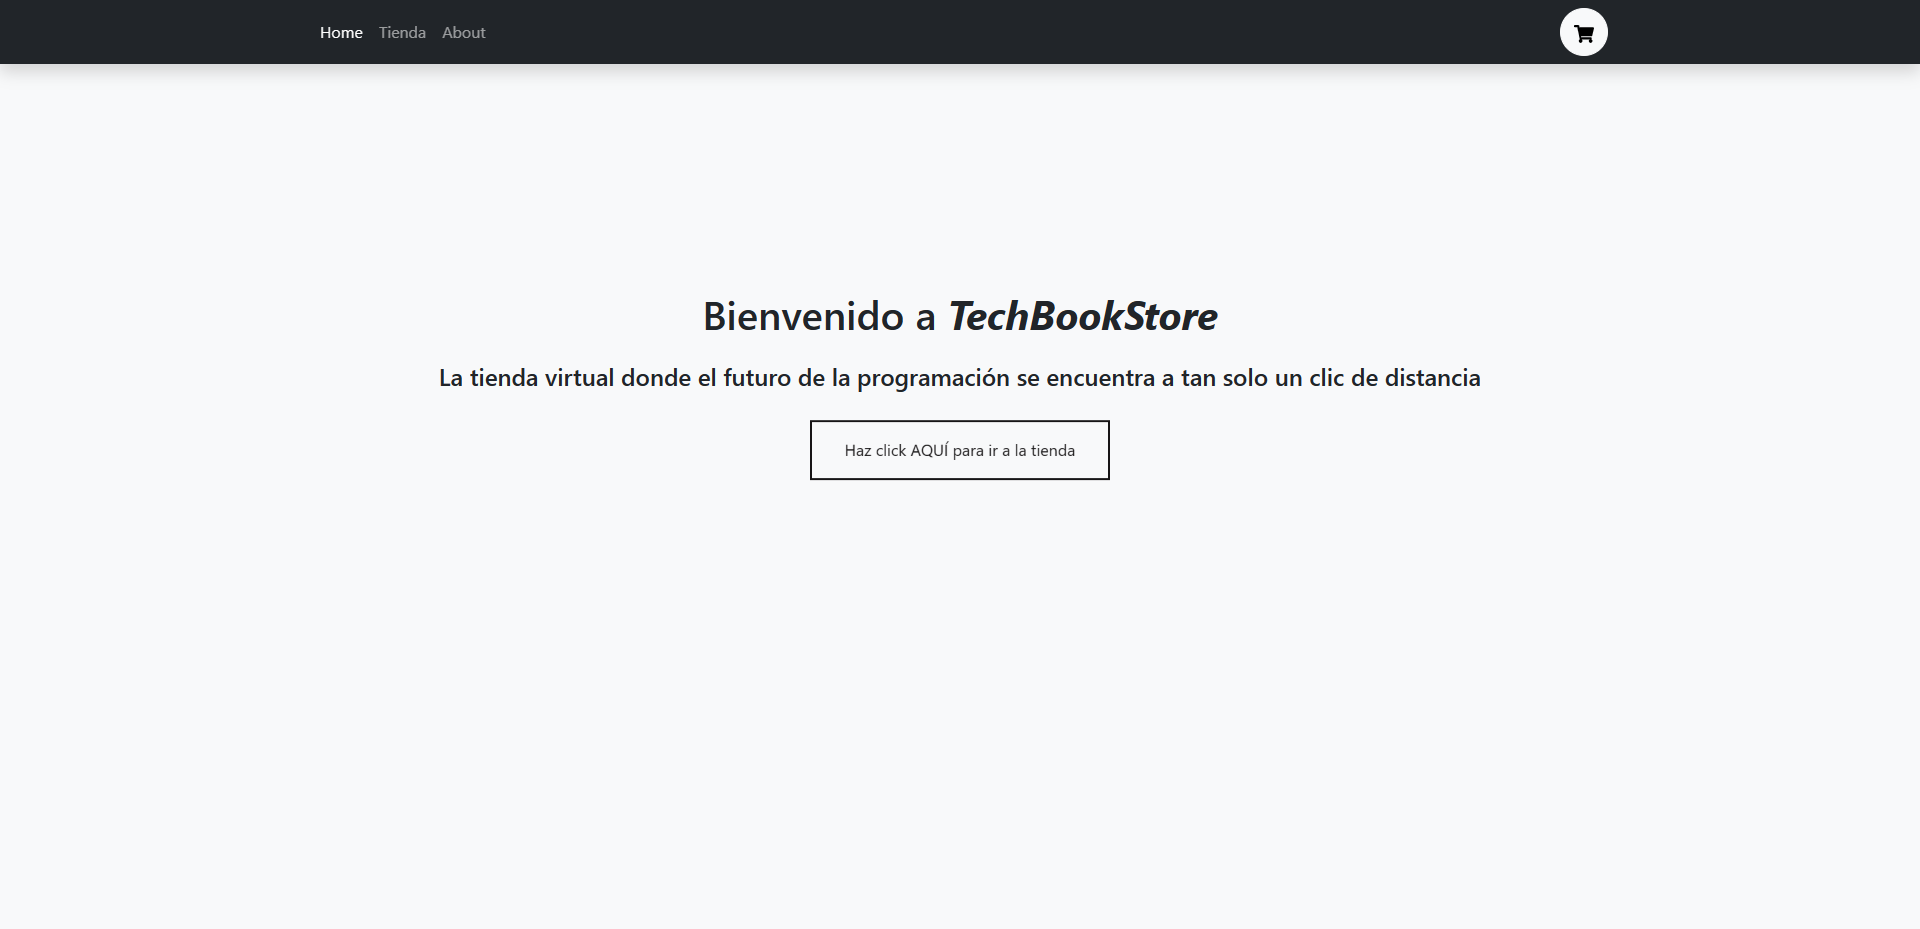 Home Tienda About
Bienvenido a TechBookStore
La tienda virtual donde el futuro de la programación se encuentra a tan solo un clic de distancia
Haz click AQUÍ para ir a la tienda